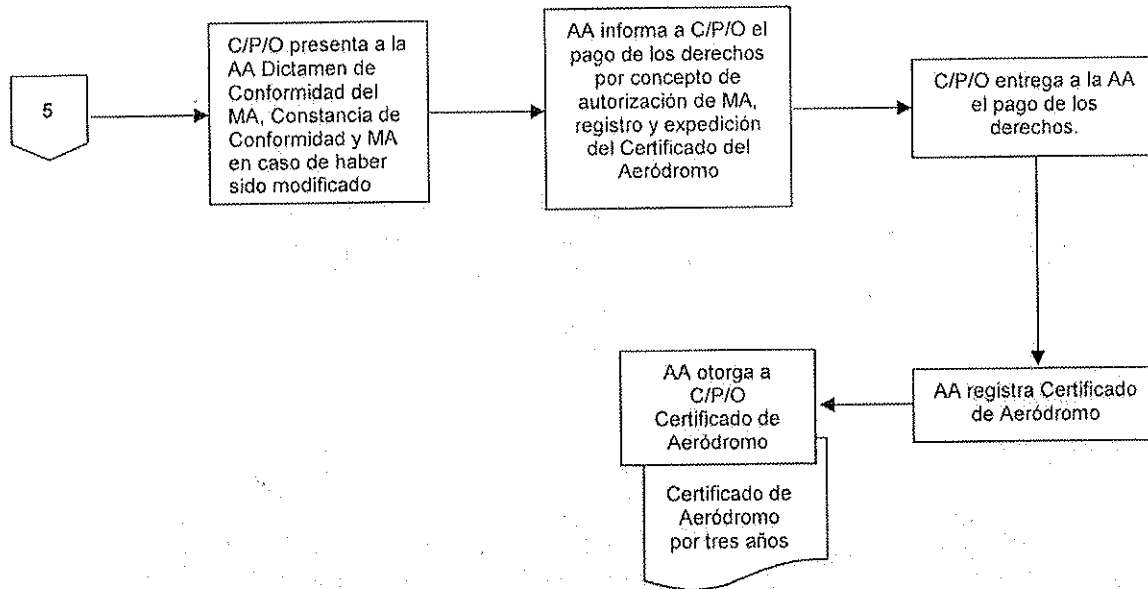 5
C/P/O presenta a la
AA Dictamen de
Conformidad del
MA, Constancia de
Conformidad y MA
en caso de haber
sido modificado
AA informa a C/P/O el
pago de los derechos
por concepto de
autorización de MA,
registro y expedición
del Certificado del
Aeródromo
C/P/O entrega a la AA
el pago de los
derechos.
AA registra Certificado
de Aeródromo
AA otorga a
C/P/O
Certificado de
Aeródromo
Certificado de
Aeródromo
por tres años